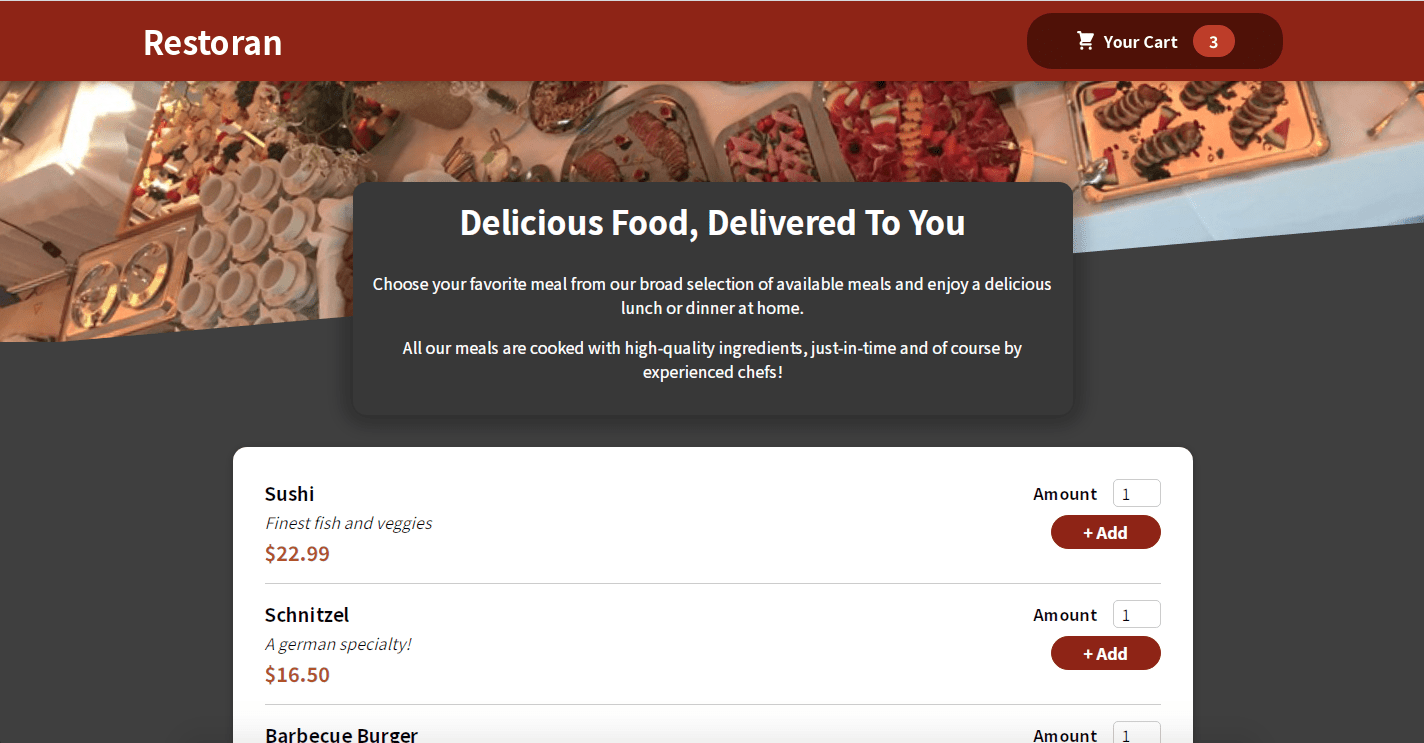 Restoran
Your Cart 3
Delicious Food, Delivered To You
Choose your favorite meal from our broad selection of available meals and enjoy a delicious
lunch or dinner at home.
All our meals are cooked with high-quality ingredients, just-in-time and of course by
experienced chefs!
Sushi
Amount 1
Finest fish and veggies
+ Add
$22.99
Schnitzel
Amount 1
A german specialty!
+ Add
$16.50
Barbecue Burger
Amount 1